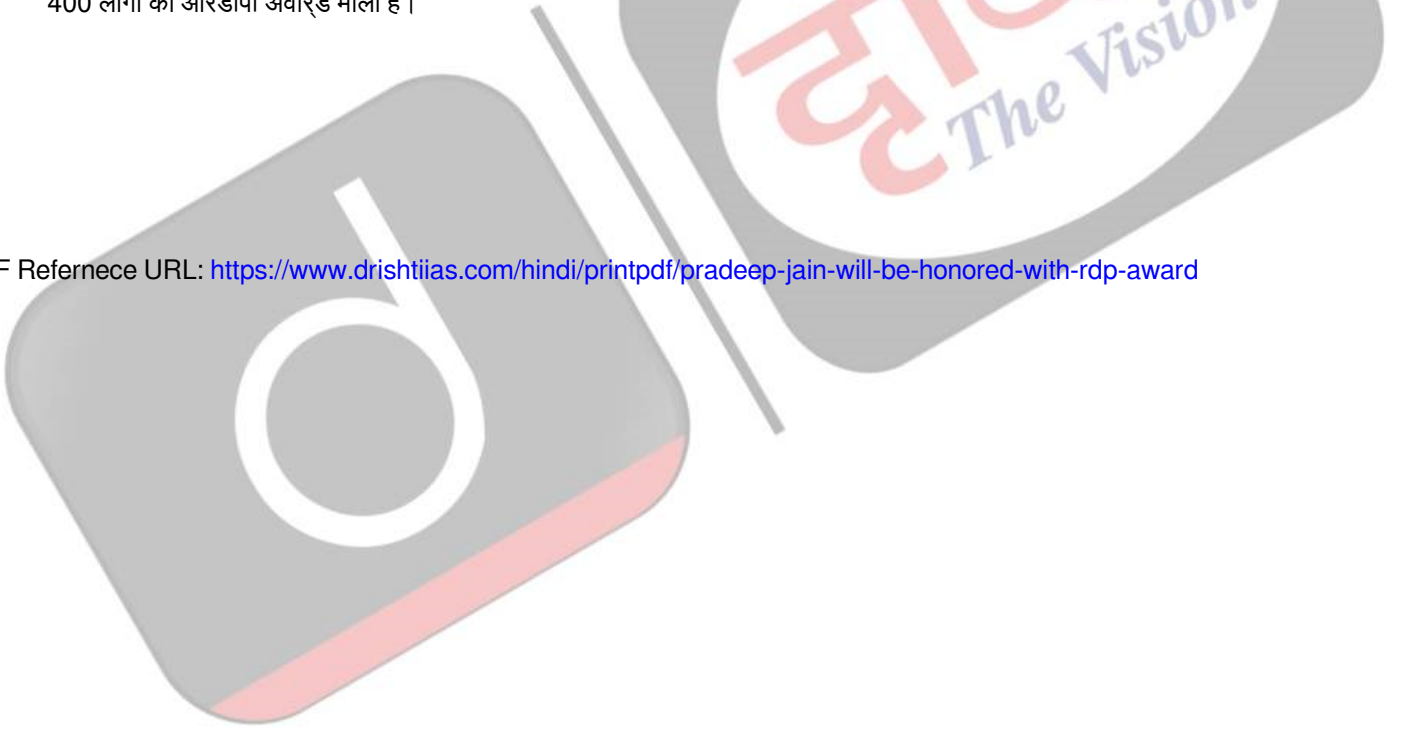 400 लोगों को आरडीपी अवार्ड मिला है।
The Vision
F Refernece URL: https://www.drishtiias.com/hindi/printpdf/pradeep-jain-will-be-honored-with-rdp-award